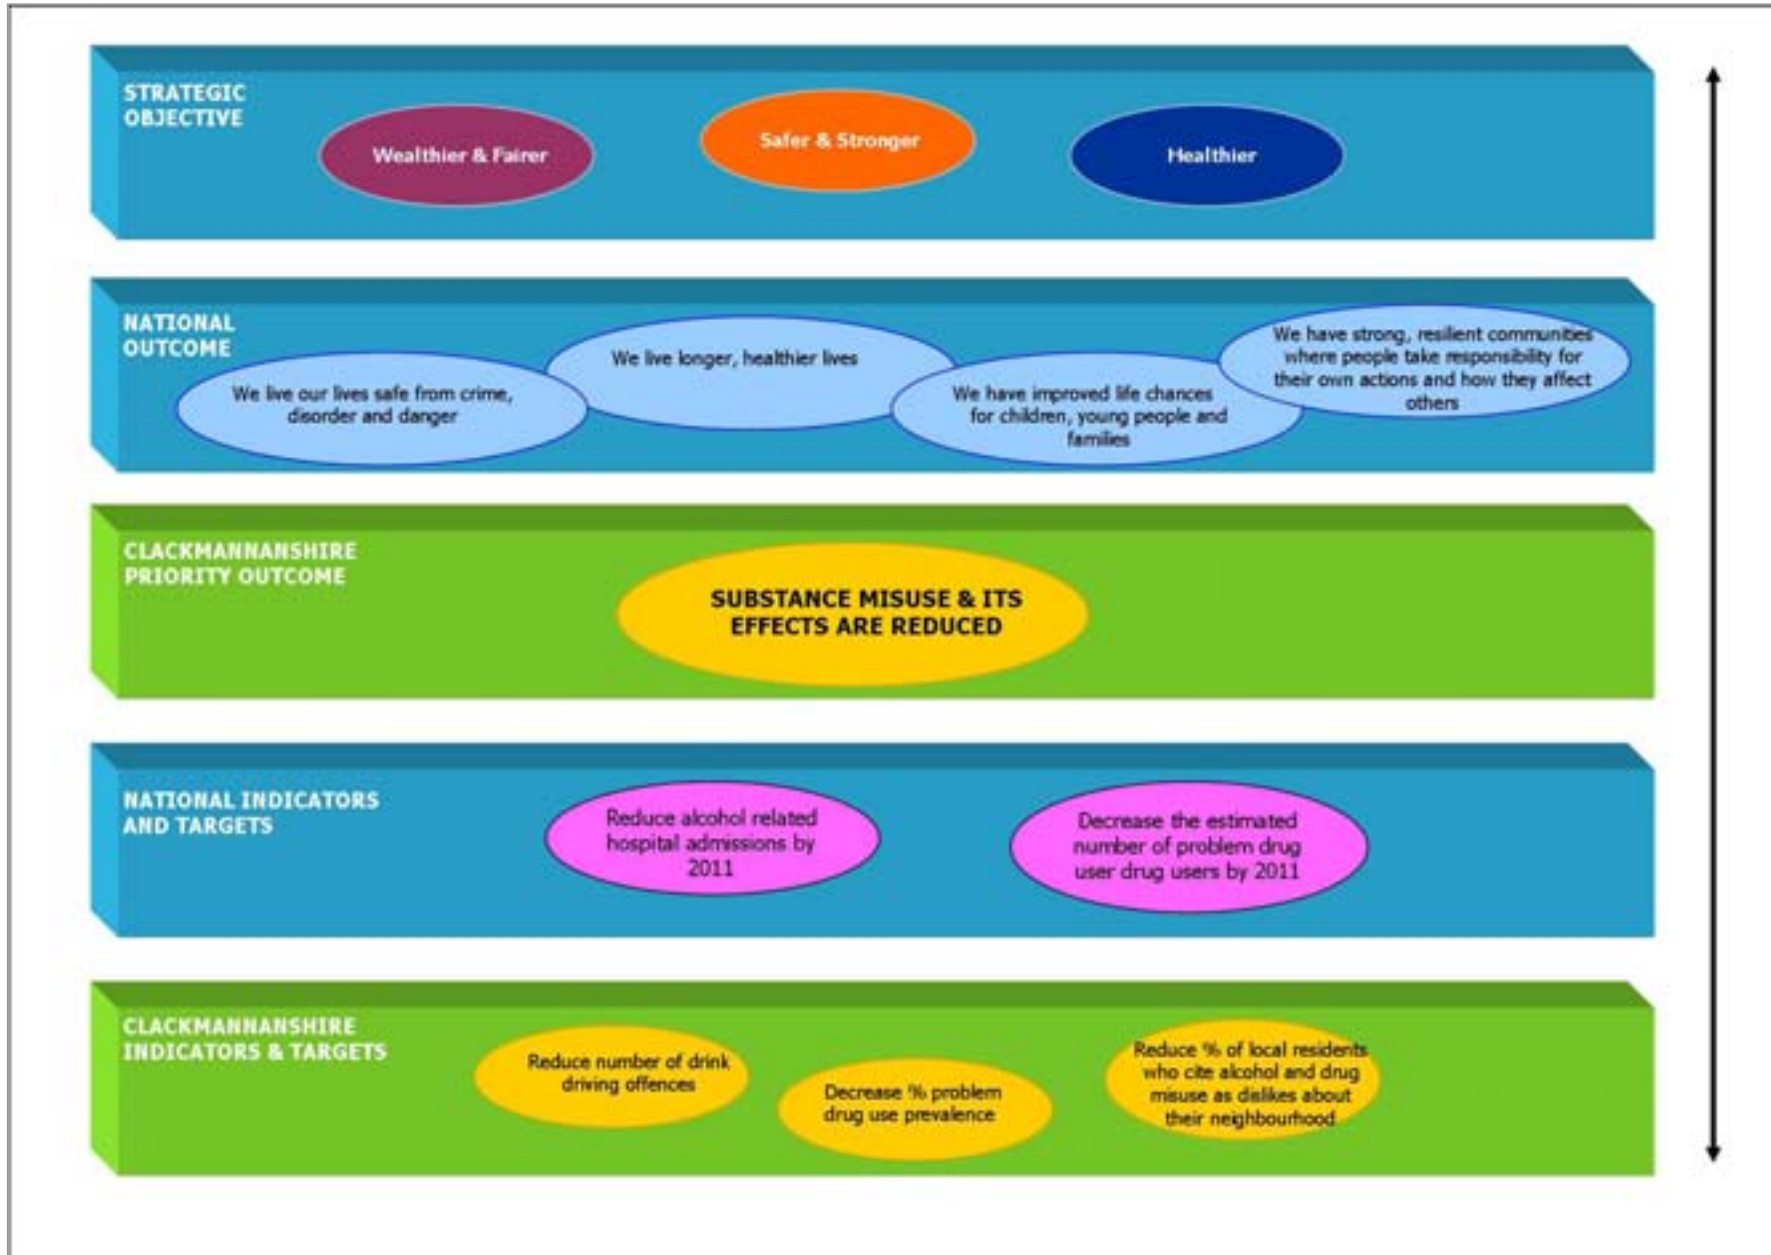 STRATEGIC
OBJECTIVE
Wealthier & Fairer
Safer & Stronger
Healthier
NATIONAL
OUTCOME
We live our lives safe from crime,
disorder and danger
We live longer, healthier lives
We have improved life chances
for children, young people and
families
We have strong, resilient communities
where people take responsibility for
their own actions and how they affect
others
CLACKMANNANSHIRE
PRIORITY OUTCOME
SUBSTANCE MISUSE & ITS
EFFECTS ARE REDUCED
NATIONAL INDICATORS
AND TARGETS
Reduce alcohol related
hospital admissions by
2011
Decrease the estimated
number of problem drug
user drug users by 2011
CLACKMANNANSHIRE
INDICATORS & TARGETS
Reduce number of drink
driving offences
Decrease % problem
drug use prevalence
Reduce % of local residents
who cite alcohol and drug
misuse as dislikes about
their neighbourhood